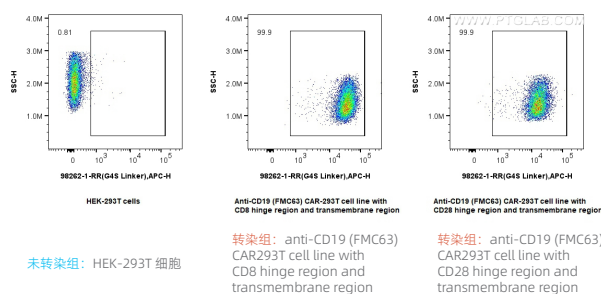 WWW.PTGLAB.COM
4.0M
0.81
3.0M
2.0M
1.0M
SSC-H
0
10³
10⁴
10⁵
98262-1-RR(G4S Linker),APC-H
HEK-293T cells
4.0M
99.9
3.0M
2.0M
1.0M
SSC-H
0
10³
10⁴
10⁵
98262-1-RR(G4S Linker),APC-H
Anti-CD19 (FMC63) CAR-293T cell line with
CD8 hinge region and transmembrane region
4.0M
99.9
3.0M
2.0M
1.0M
SSC-H
0
10³
10⁴
10⁵
98262-1-RR(G4S Linker),APC-H
Anti-CD19 (FMC63) CAR-293T cell line with
CD28 hinge region and transmembrane region
未转染组：HEK-293T 细胞
转染组：anti-CD19 (FMC63)
CAR293T cell line with
CD8 hinge region and
transmembrane region
转染组：anti-CD19 (FMC63)
CAR293T cell line with
CD28 hinge region and
transmembrane region